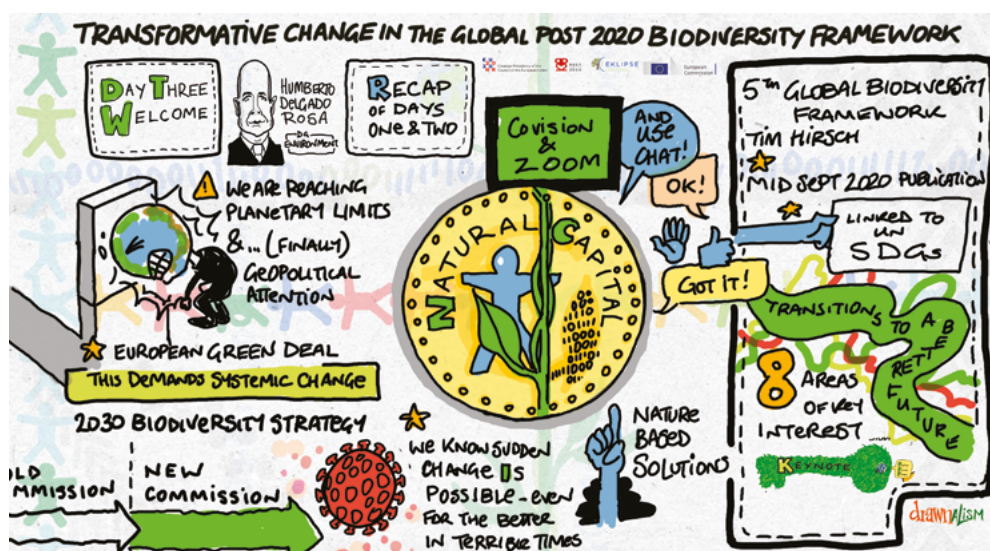 TRANSFORMATIVE CHANGE IN THE GLOBAL POST 2020 BIODIVERSITY FRAMEWORK
DAY THREE
WELCOME
HUMBERTO
DELGADO
ROSA
DG
ENVIRONMENT
RECAP
OF DAYS
ONE & TWO
EKLIPSE
European
Commission
COVISION
&
ZOOM
AND
USE
CHAT!
OK!
GOT IT!
5TH GLOBAL BIODIVERSITY
FRAMEWORK
TIM HIRSCH
MID SEPT 2020 PUBLICATION
LINKED TO
UN
SDGs
TRANSITIONS TO A BETTER FUTURE
8 AREAS
OF KEY
INTEREST
KEYNOTE
WE ARE REACHING
PLANETARY LIMITS
& ... (FINALLY)
GEOPOLITICAL
ATTENTION
EUROPEAN GREEN DEAL
THIS DEMANDS SYSTEMIC CHANGE
NATURAL CAPITAL
2030 BIODIVERSITY STRATEGY
LD
MMISSION
NEW
COMMISSION
WE KNOW SUDDEN
CHANGE IS
POSSIBLE - EVEN
FOR THE BETTER
IN TERRIBLE TIMES
NATURE
BASED
SOLUTIONS
drawnalism